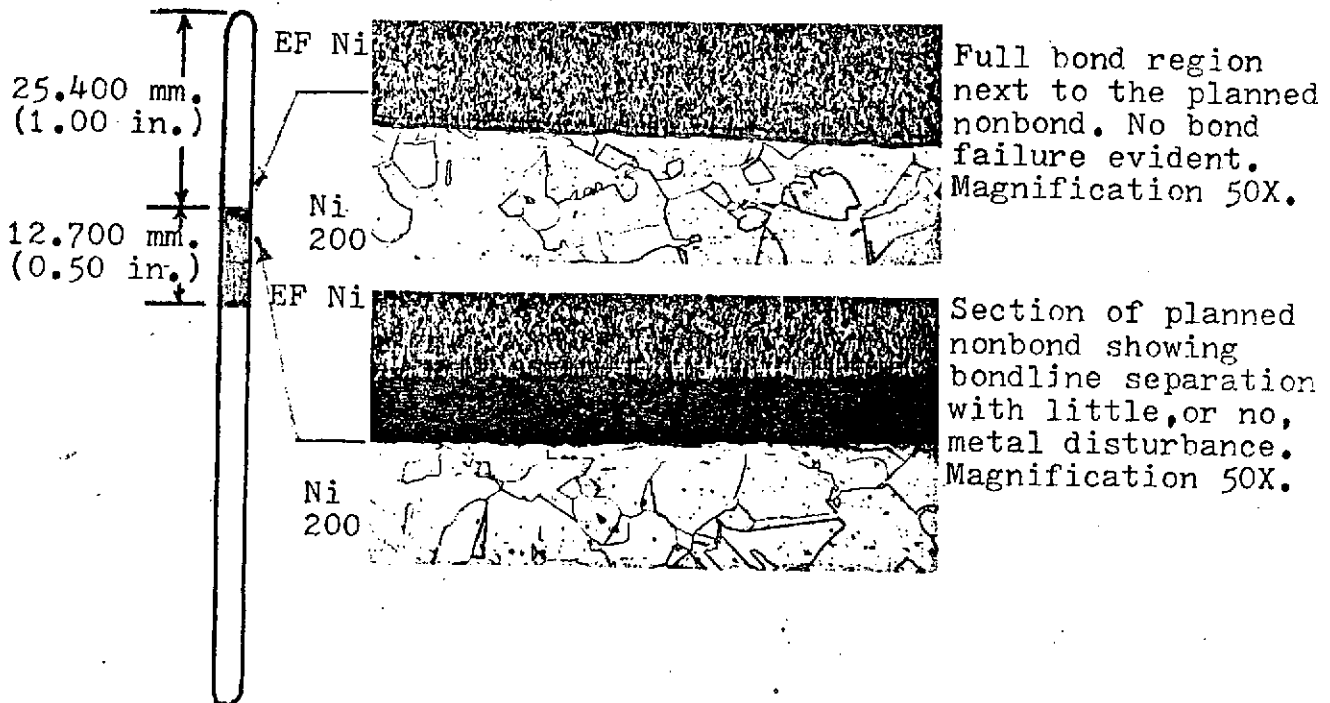 25.400 mm.
(1.00 in.)
12.700 mm.
(0.50 in.)
EF Ni
Ni
200
Full bond region
next to the planned
nonbond. No bond
failure evident.
Magnification 50X.
EF Ni
Ni
200
Section of planned
nonbond showing
bondline separation
with little,or no,
metal disturbance.
Magnification 50X.